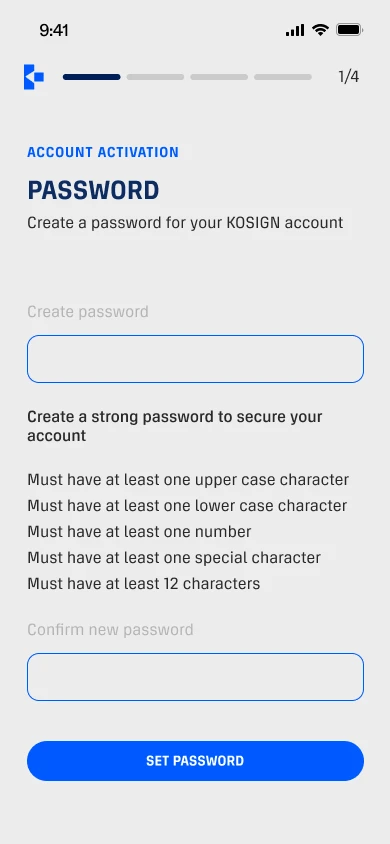 9:41
1/4
ACCOUNT ACTIVATION
PASSWORD
Create a password for your KOSIGN account
Create password
Create a strong password to secure your
account
Must have at least one upper case character
Must have at least one lower case character
Must have at least one number
Must have at least one special character
Must have at least 12 characters
Confirm new password
SET PASSWORD